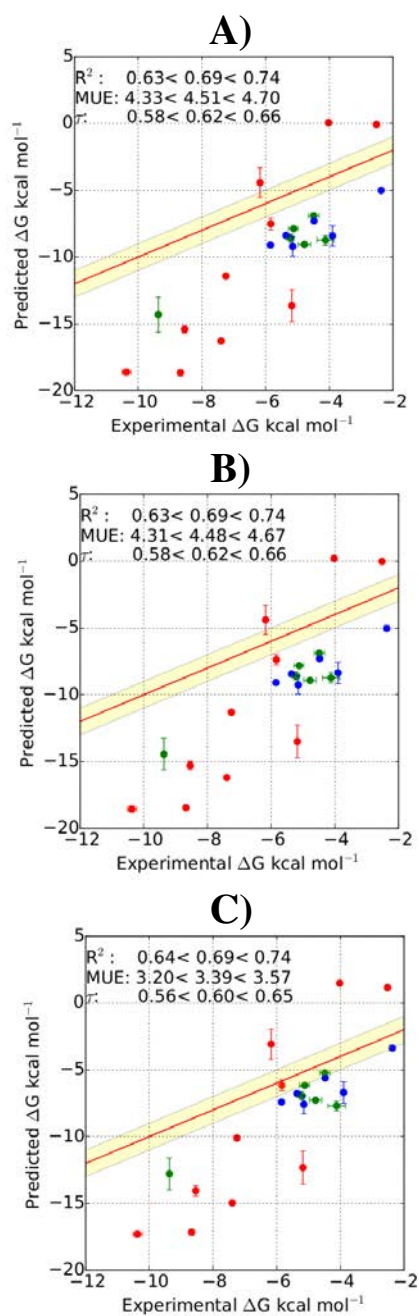 A)
5
R² : 0.63< 0.69< 0.74
MUE: 4.33< 4.51< 4.70
τ: 0.58< 0.62< 0.66
0
−5
−10
−15
−20
−12 −10 −8 −6 −4 −2
Predicted ΔG kcal mol⁻¹
Experimental ΔG kcal mol⁻¹
B)
5
R² : 0.63< 0.69< 0.74
MUE: 4.31< 4.48< 4.67
τ: 0.58< 0.62< 0.66
0
−5
−10
−15
−20
−12 −10 −8 −6 −4 −2
Predicted ΔG kcal mol⁻¹
Experimental ΔG kcal mol⁻¹
C)
5
R² : 0.64< 0.69< 0.74
MUE: 3.20< 3.39< 3.57
τ: 0.56< 0.60< 0.65
0
−5
−10
−15
−20
−12 −10 −8 −6 −4 −2
Predicted ΔG kcal mol⁻¹
Experimental ΔG kcal mol⁻¹